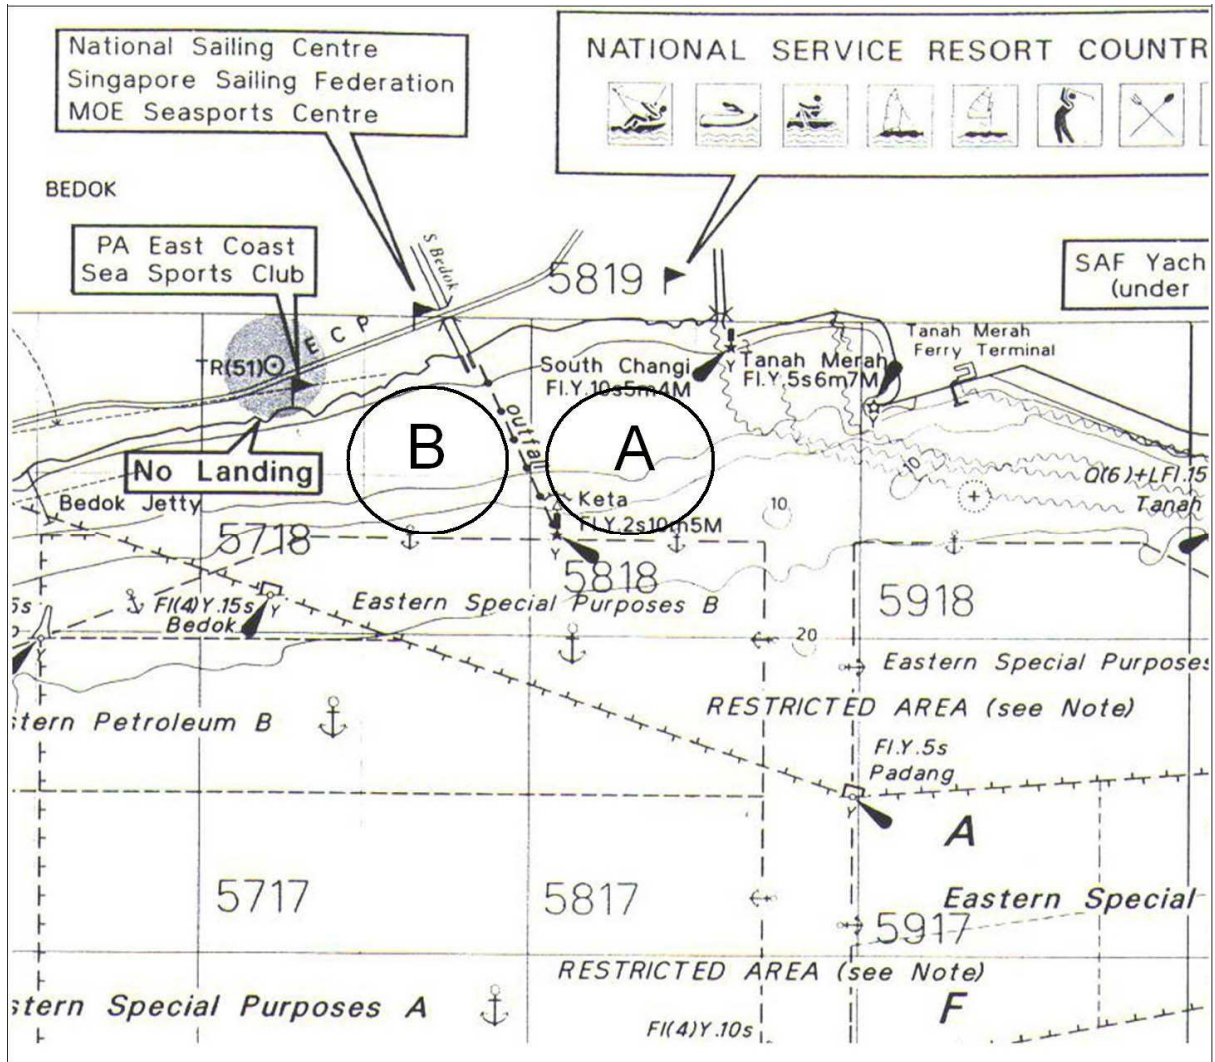 National Sailing Centre
Singapore Sailing Federation
MOE Seasports Centre
NATIONAL SERVICE RESORT COUNTR
BEDOK
PA East Coast
Sea Sports Club
S Bedok
5819
SAF Yach
(under
E C P
TR(51)
South Changi
Fl.Y.10s5m4M
Y
Tanah Merah
Fl.Y.5s6m7M
Y
Tanah Merah
Ferry Terminal
B
Outfall
A
No Landing
Bedok Jetty
Keta
Fl.Y.2s10m5M
Y
10
10
Q(6)+LFl.15
Tanah
5718
5818
5918
5s
Fl(4)Y.15s
Bedok
Y
Y
Eastern Special Purposes B
20
Eastern Special Purposes
stern Petroleum B
RESTRICTED AREA (see Note)
Fl.Y.5s
Padang
Y
A
5717
5817
5917
Eastern Special
RESTRICTED AREA (see Note)
stern Special Purposes A
F
Fl(4)Y.10s